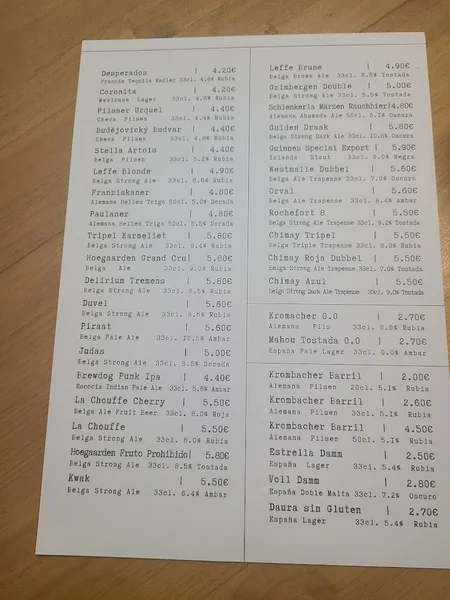 Desperados | 4.20€
Francia Tequila Radler 33cl. 4.8% Rubia
Coronita | 4.20€
Mexicana Lager 33cl. 4.8% Rubia
Pilsner Urquel | 4.40€
Checa Pilsen 33cl. 4.4% Rubia
Budějovický Budvar | 4.40€
Checa Pilsen 33cl. 4.6% Rubia
Stella Artois | 4.40€
Belga Pilsen 33cl. 5.2% Rubia
Leffe Blonde | 4.90€
Belga Strong Ale 33cl. 6.6% Rubia
Franziskaner | 4.80€
Alemana Helles Trigo 50cl. 5.0% Dorada
Paulaner | 4.80€
Alemana Helles Trigo 50cl. 5.5% Dorada
Tripel Karmeliet | 5.80€
Belga Strong Ale 33cl. 8.4% Rubia
Hoegaarden Grand Cru| 5.80€
Belga Ale 33cl. 9.0% Rubia
Delirium Tremens | 5.80€
Belga Strong Ale 33cl. 8.5% Rubia
Duvel | 5.60€
Belga Strong Ale 33cl. 8.5% Rubia
Piraat | 5.60€
Belga Pale Ale 33cl. 10.5% Ambar
Judas | 5.00€
Belga Strong Ale 33cl. 8.5% Dorada
Brewdog Punk Ipa | 4.40€
Escocia Indian Pale Ale 33cl. 5.6% Ambar
La Chouffe Cherry | 5.50€
Belga Ale Fruit Beer 33cl. 8.0% Roja
La Chouffe | 5.50€
Belga Strong Ale 33cl. 8.0% Rubia
Hoegaarden Fruto Prohibido| 5.80€
Belga Strong Ale 33cl. 8.5% Tostada
Kwak | 5.50€
Belga Strong Ale 33cl. 8.4% Ambar
Leffe Brune | 4.90€
Belga Brown Ale 33cl. 6.5% Tostada
Grimbergen Double | 5.00€
Belga Strong Ale 33cl. 6.5% Tostada
Schlenkerla Märzen Rauchbier|4.80€
Alemana Ahumada Ale 50cl. 5.1% Oscura
Gulden Draak | 5.80€
Belga Strong Dark Ale 33cl. 10.5% Oscuro
Guinnes Special Export | 5.90€
Irlanda Stout 33cl. 8.0% Negra
Westmalle Dubbel | 5.60€
Belga Ale Trapense 33cl. 7.0% Oscuro
Orval | 5.60€
Belga Ale Trapense 33cl. 6.4% Ambar
Rochefort 8 | 5.50€
Belga Strong Ale Trapense 33cl. 9.2% Tostada
Chimay Tripel | 5.50€
Belga Triple Trapense 33cl. 8.0% Rubia
Chimay Roja Dubbel | 5.50€
Belga Strong Ale Trapense 33cl. 7.0% Tostada
Chimay Azul | 5.50€
Belga Strong Dark Ale Trapense 33cl. 9.0% Tostada
Kromacher 0.0 | 2.70€
Alemana Pils 33cl. 0.0% Rubia
Mahou Tostada 0.0 | 2.70€
España Pale Lager 33cl. 0.0% Ambar
Krombacher Barril | 2.00€
Alemana Pilsen 20cl. 5.1% Rubia
Krombacher Barril | 2.60€
Alemana Pilsen 33cl. 5.1% Rubia
Krombacher Barril | 4.50€
Alemana Pilsen 50cl. 5.1% Rubia
Estrella Damm | 2.50€
España Lager 33cl. 5.4% Rubia
Voll Damm | 2.80€
España Doble Malta 33cl. 7.2% Oscuro
Daura sin Gluten | 2.70€
España Lager 33cl. 5.4% Rubia